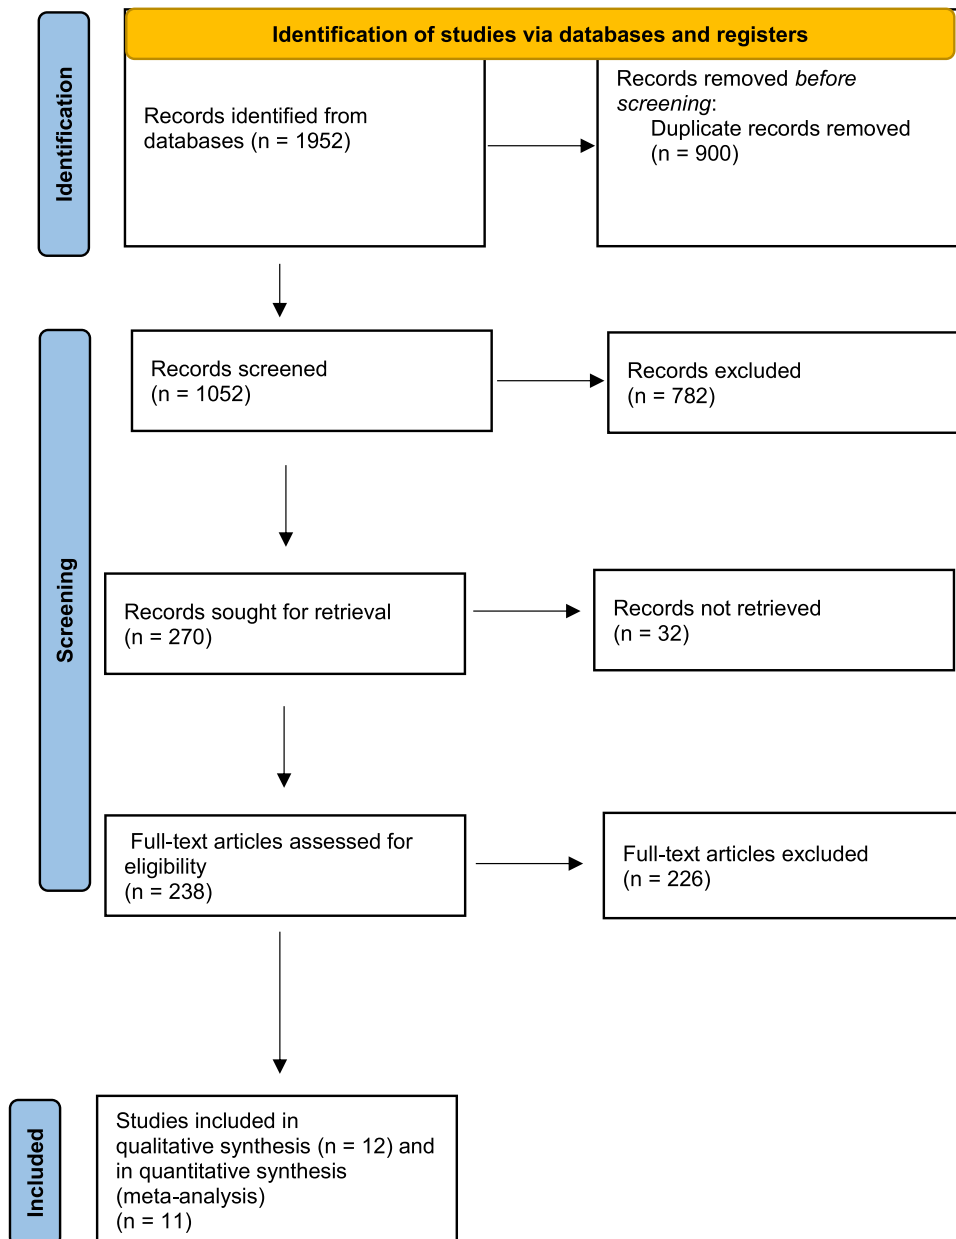 Identification of studies via databases and registers
Identification
Records identified from
databases (n = 1952)
Records removed before
screening:
Duplicate records removed
(n = 900)
Screening
Records screened
(n = 1052)
Records excluded
(n = 782)
Records sought for retrieval
(n = 270)
Records not retrieved
(n = 32)
Full-text articles assessed for
eligibility
(n = 238)
Full-text articles excluded
(n = 226)
Included
Studies included in
qualitative synthesis (n = 12) and
in quantitative synthesis
(meta-analysis)
(n = 11)